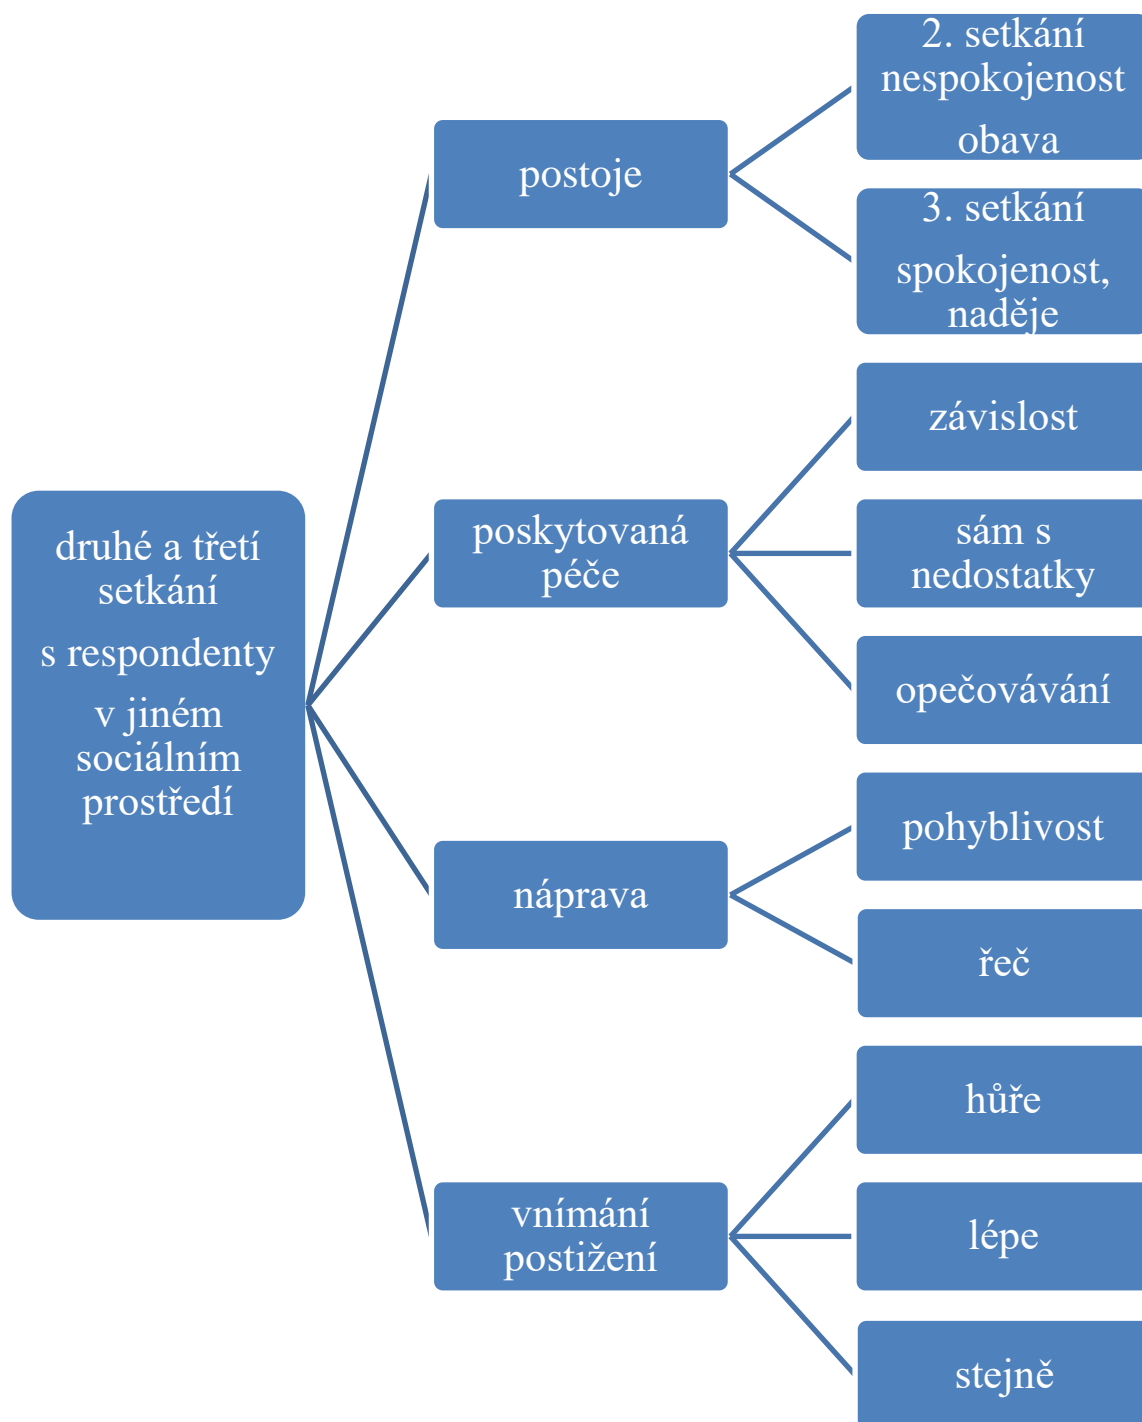 druhé a třetí
setkání
s respondenty
v jiném
sociálním
prostředí
postoje
2. setkání
nespokojenost
obava
3. setkání
spokojenost,
naděje
poskytovaná
péče
závislost
sám s
nedostatky
opečovávání
náprava
pohyblivost
řeč
vnímání
postižení
hůře
lépe
stejně